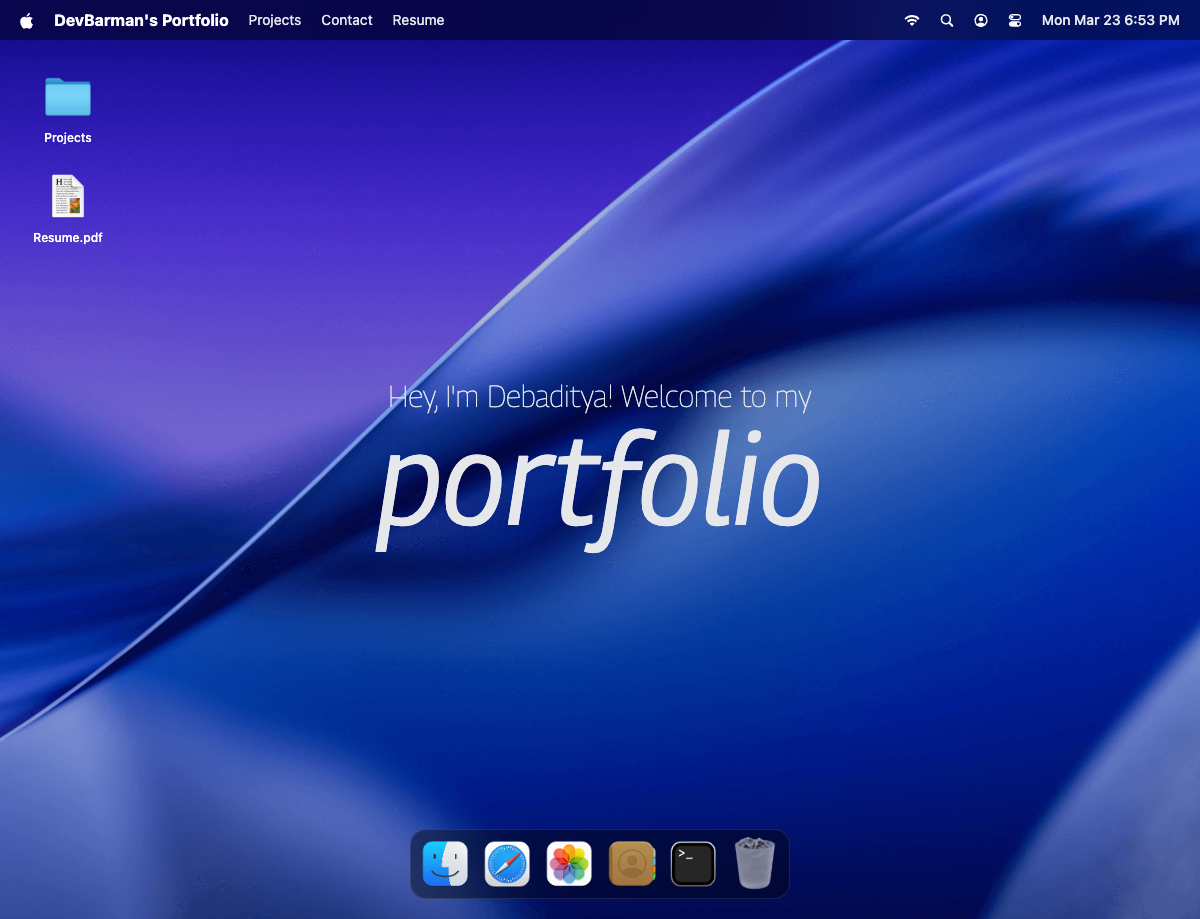 DevBarman's Portfolio Projects Contact Resume Mon Mar 23 6:53 PM
Projects
Resume.pdf
Hey, I'm Debaditya! Welcome to my
portfolio
>_